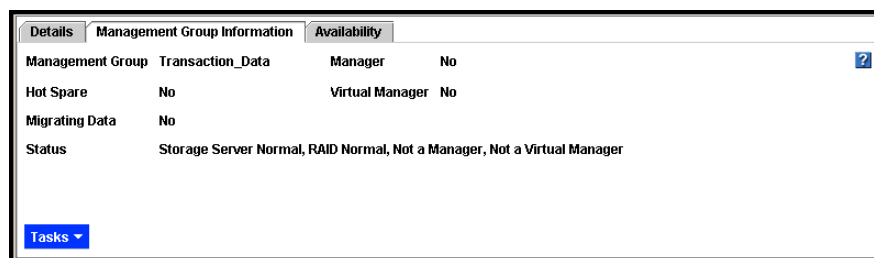 Details Management Group Information Availability
Management Group Transaction_Data Manager No ?
Hot Spare No Virtual Manager No
Migrating Data No
Status Storage Server Normal, RAID Normal, Not a Manager, Not a Virtual Manager
Tasks